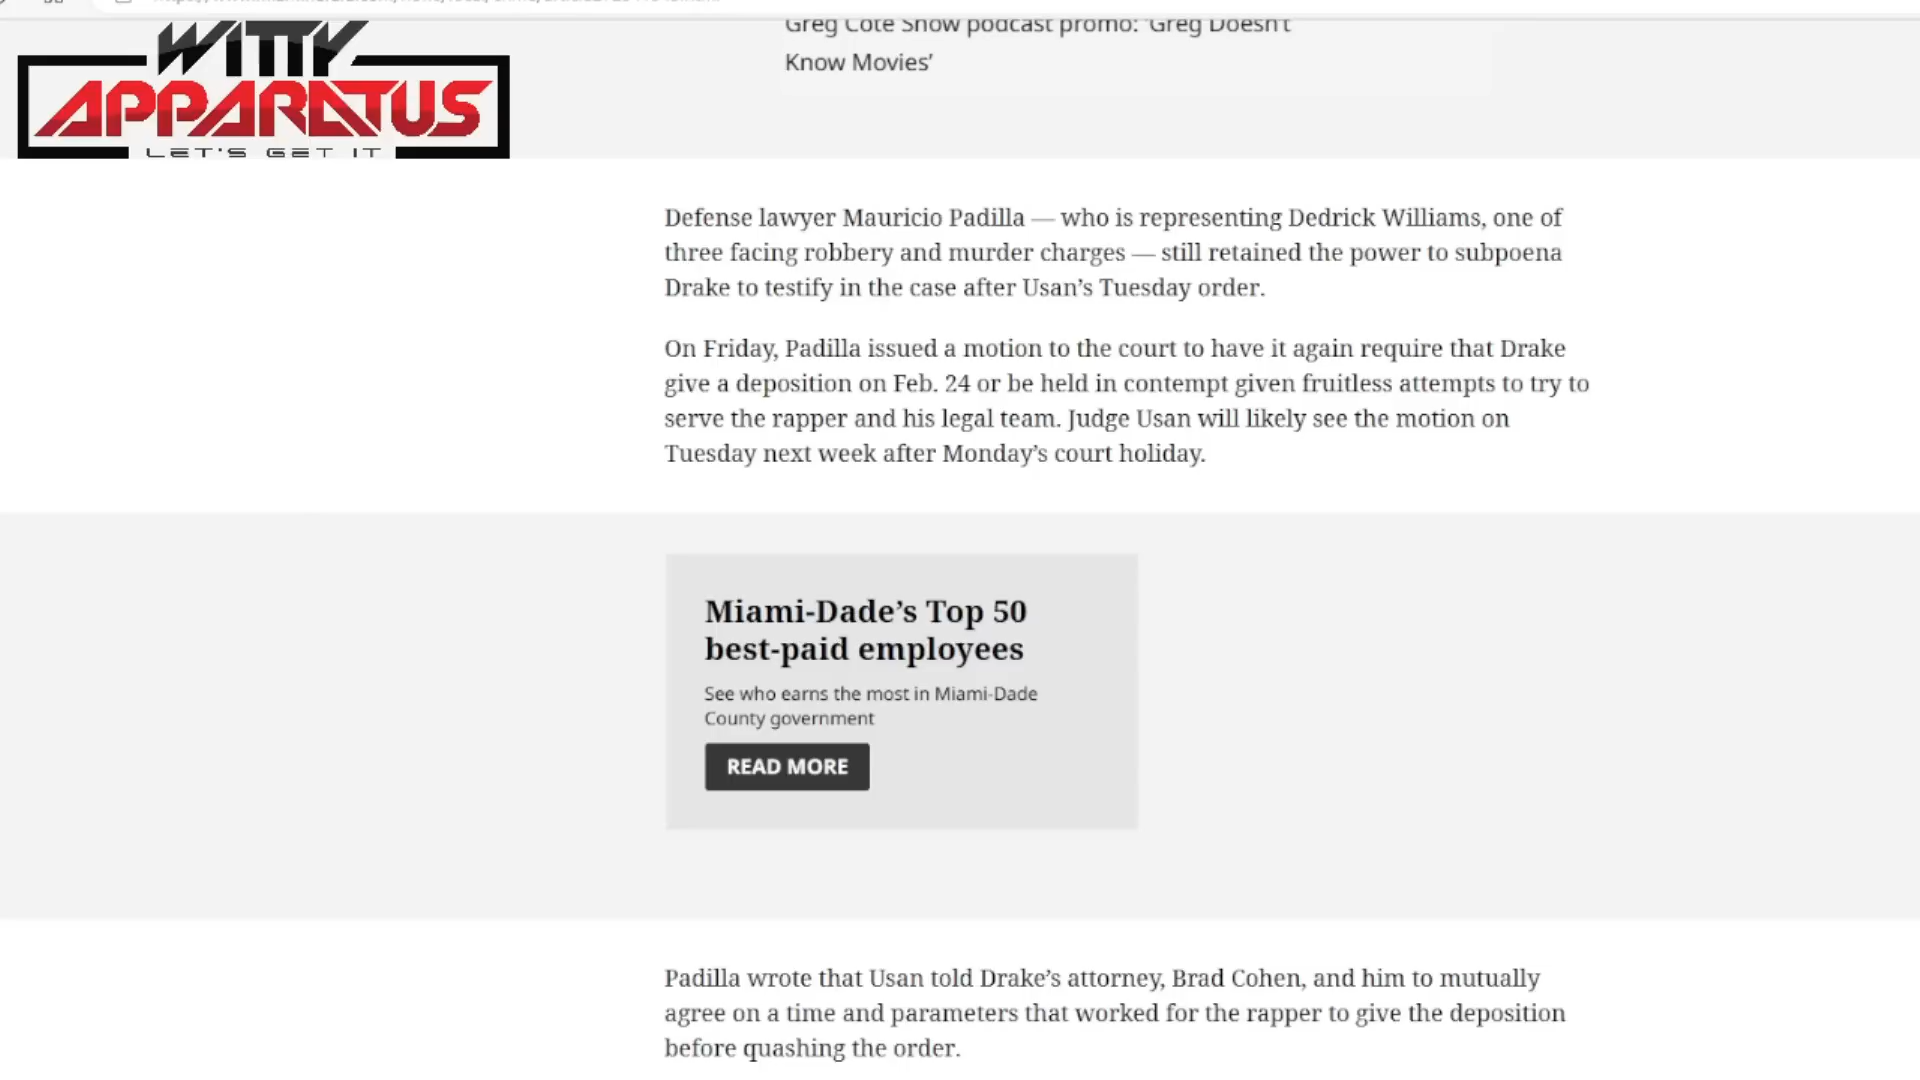 Greg Cote Show podcast promo: 'Greg Doesn't
Know Movies’
WITTY
APPARATUS
LET'S GET IT
Defense lawyer Mauricio Padilla — who is representing Dedrick Williams, one of
three facing robbery and murder charges — still retained the power to subpoena
Drake to testify in the case after Usan’s Tuesday order.
On Friday, Padilla issued a motion to the court to have it again require that Drake
give a deposition on Feb. 24 or be held in contempt given fruitless attempts to try to
serve the rapper and his legal team. Judge Usan will likely see the motion on
Tuesday next week after Monday’s court holiday.
Miami-Dade’s Top 50
best-paid employees
See who earns the most in Miami-Dade
County government
READ MORE
Padilla wrote that Usan told Drake’s attorney, Brad Cohen, and him to mutually
agree on a time and parameters that worked for the rapper to give the deposition
before quashing the order.